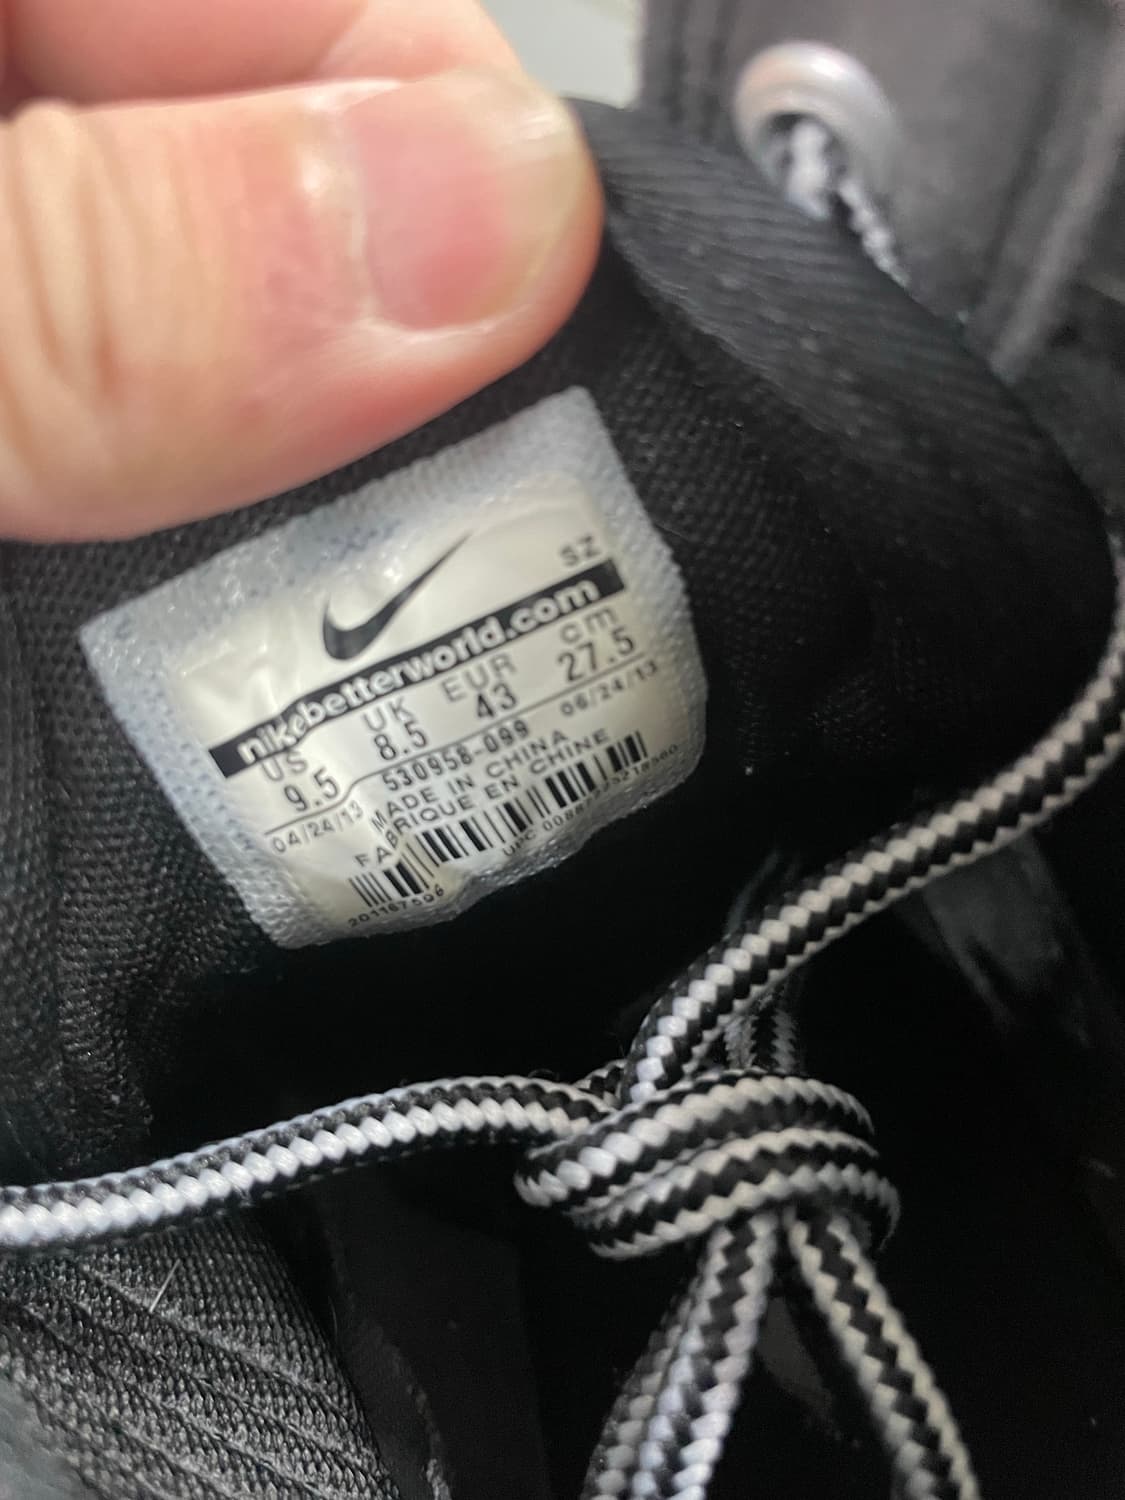 SZ
nikebetterworld.com
US UK EUR cm
9.5 8.5 43 27.5
04/24/13 530958-099 06/24/13
MADE IN CHINA
FABRIQUE EN CHINE
UPC